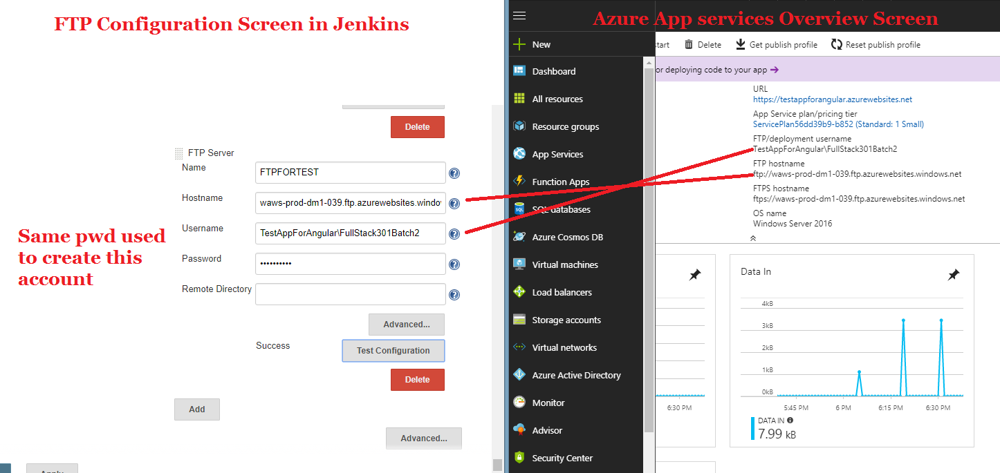 FTP Configuration Screen in Jenkins
Delete
FTP Server
Name
FTPFORTEST
Hostname
waws-prod-dm1-039.ftp.azurewebsites.windo
Username
TestAppForAngular\FullStack301Batch2
Same pwd used
to create this
account
Password
••••••••••
Remote Directory
Advanced...
Success
Test Configuration
Delete
Add
Advanced...
Apply
Azure App services Overview Screen
New
Dashboard
All resources
Resource groups
App Services
Function Apps
SQL databases
Azure Cosmos DB
Virtual machines
Load balancers
Storage accounts
Virtual networks
Azure Active Directory
Monitor
Advisor
Security Center
tart
Delete
Get publish profile
Reset publish profile
or deploying code to your app
URL
https://testappforangular.azurewebsites.net
App Service plan/pricing tier
ServicePlan56dd39b9-b852 (Standard: 1 Small)
FTP/deployment username
TestAppForAngular\FullStack301Batch2
FTP hostname
ftp://waws-prod-dm1-039.ftp.azurewebsites.windows.net
FTPS hostname
ftps://waws-prod-dm1-039.ftp.azurewebsites.windows.net
OS name
Windows Server 2016
6:30 PM
Data In
4kB
3kB
2kB
1kB
0kB
5:45 PM 6 PM 6:15 PM 6:30 PM
DATA IN
7.99 kB